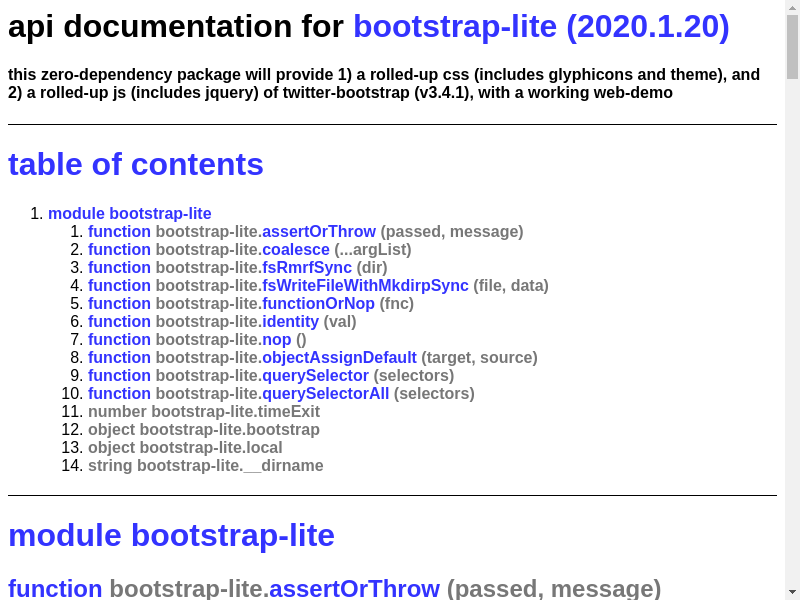 api documentation for bootstrap-lite (2020.1.20)
this zero-dependency package will provide 1) a rolled-up css (includes glyphicons and theme), and
2) a rolled-up js (includes jquery) of twitter-bootstrap (v3.4.1), with a working web-demo
table of contents
1. module bootstrap-lite
1. function bootstrap-lite.assertOrThrow (passed, message)
2. function bootstrap-lite.coalesce (...argList)
3. function bootstrap-lite.fsRmrfSync (dir)
4. function bootstrap-lite.fsWriteFileWithMkdirpSync (file, data)
5. function bootstrap-lite.functionOrNop (fnc)
6. function bootstrap-lite.identity (val)
7. function bootstrap-lite.nop ()
8. function bootstrap-lite.objectAssignDefault (target, source)
9. function bootstrap-lite.querySelector (selectors)
10. function bootstrap-lite.querySelectorAll (selectors)
11. number bootstrap-lite.timeExit
12. object bootstrap-lite.bootstrap
13. object bootstrap-lite.local
14. string bootstrap-lite.__dirname
module bootstrap-lite
function bootstrap-lite.assertOrThrow (passed, message)